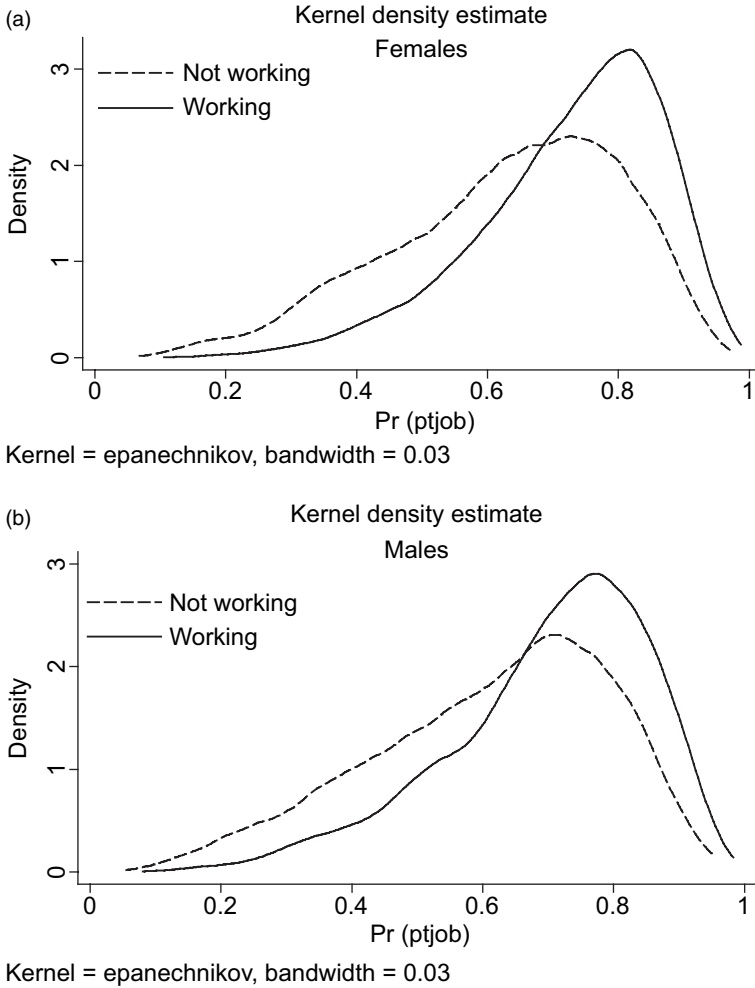 (a)
Kernel density estimate
Females
Not working
Working
3
2
1
0
Density
0 0.2 0.4 0.6 0.8 1
Pr (ptjob)
Kernel = epanechnikov, bandwidth = 0.03
(b)
Kernel density estimate
Males
Not working
Working
3
2
1
0
Density
0 0.2 0.4 0.6 0.8 1
Pr (ptjob)
Kernel = epanechnikov, bandwidth = 0.03